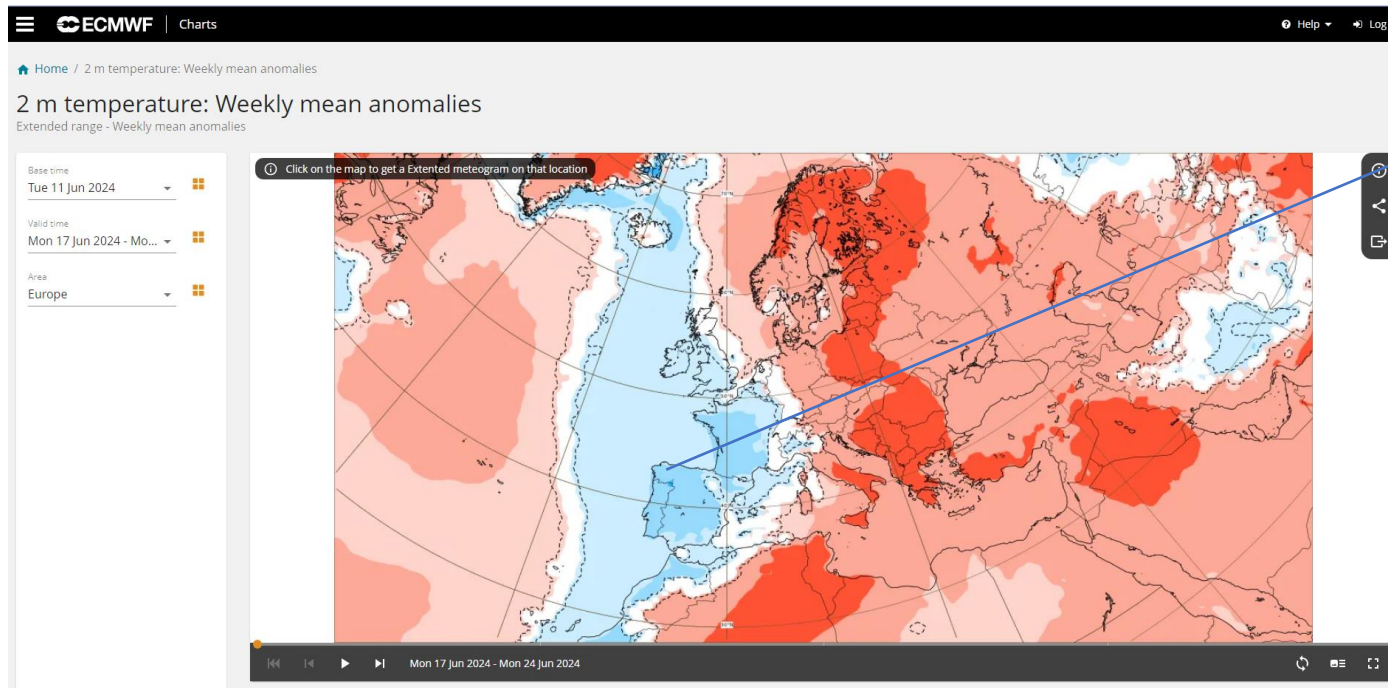 ECMWF Charts Help Log
Home / 2 m temperature: Weekly mean anomalies
2 m temperature: Weekly mean anomalies
Extended range - Weekly mean anomalies
Base time
Tue 11 Jun 2024
Valid time
Mon 17 Jun 2024 - Mo...
Area
Europe
Click on the map to get a Extented meteogram on that location
Mon 17 Jun 2024 - Mon 24 Jun 2024